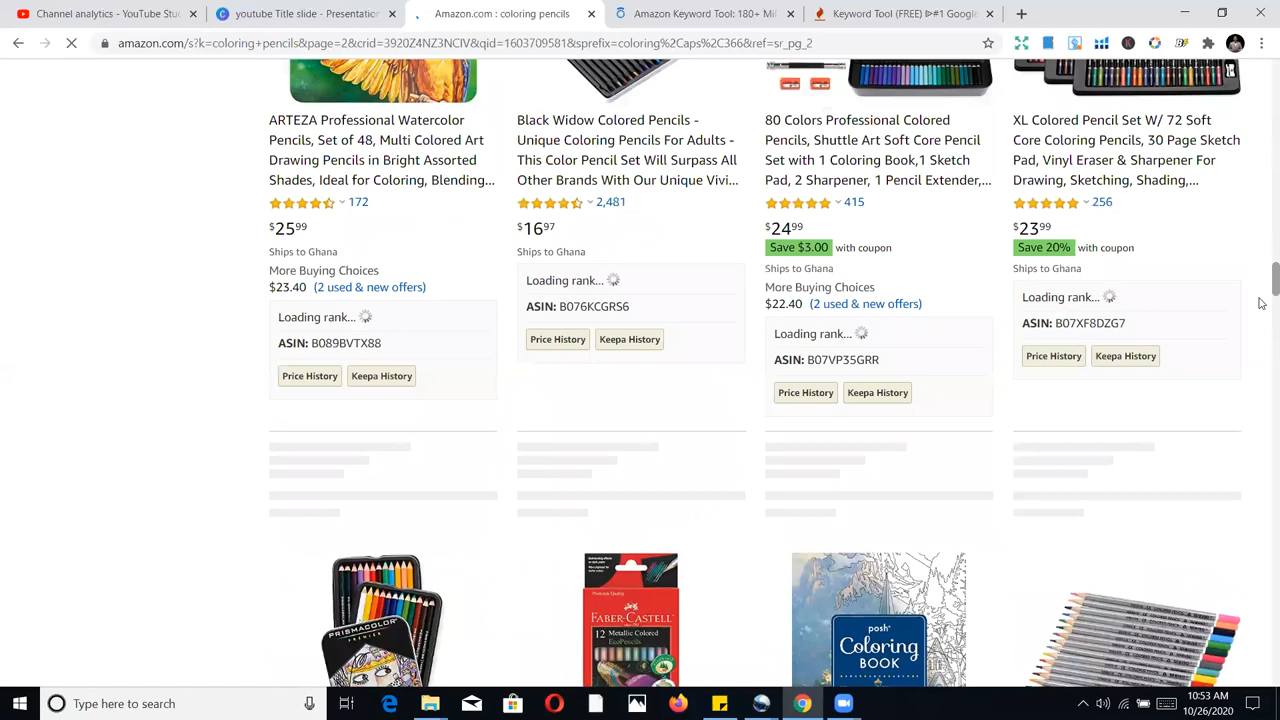 Channel analytics - YouTube Stud
youtube Title slide - Presentation
Amazon.com : coloring pencils
Amazon Keyword Tool: 180+ Mil
Keyword Tool (FREE) ᐈ#1 Google
amazon.com/s?k=coloring+pencils&page=2&crid=3920Z4NZ3NCIV&qid=1603709581&sprefix=coloring%2Caps%2C366&ref=sr_pg_2
ARTEZA Professional Watercolor
Pencils, Set of 48, Multi Colored Art
Drawing Pencils in Bright Assorted
Shades, Ideal for Coloring, Blending...
172
$25 99
Ships to Ghana
More Buying Choices
$23.40 (2 used & new offers)
Loading rank...
ASIN: B089BVTX88
Price History
Keepa History
Black Widow Colored Pencils -
Unique Coloring Pencils For Adults -
This Color Pencil Set Will Surpass All
Other Brands With Our Unique Vivi...
2,481
$16 97
Ships to Ghana
Loading rank...
ASIN: B076KCGRS6
Price History
Keepa History
80 Colors Professional Colored
Pencils, Shuttle Art Soft Core Pencil
Set with 1 Coloring Book,1 Sketch
Pad, 2 Sharpener, 1 Pencil Extender,...
415
$24 99
Save $3.00 with coupon
Ships to Ghana
More Buying Choices
$22.40 (2 used & new offers)
Loading rank...
ASIN: B07VP35GRR
Price History
Keepa History
XL Colored Pencil Set W/ 72 Soft
Core Coloring Pencils, 30 Page Sketch
Pad, Vinyl Eraser & Sharpener For
Drawing, Sketching, Shading,...
256
$23 99
Save 20% with coupon
Ships to Ghana
Loading rank...
ASIN: B07XF8DZG7
Price History
Keepa History
PRISMACOLOR
FABER-CASTELL
12 Metallic Colored
EcoPencils
posh
Coloring
BOOK
Type here to search
10:53 AM
10/26/2020